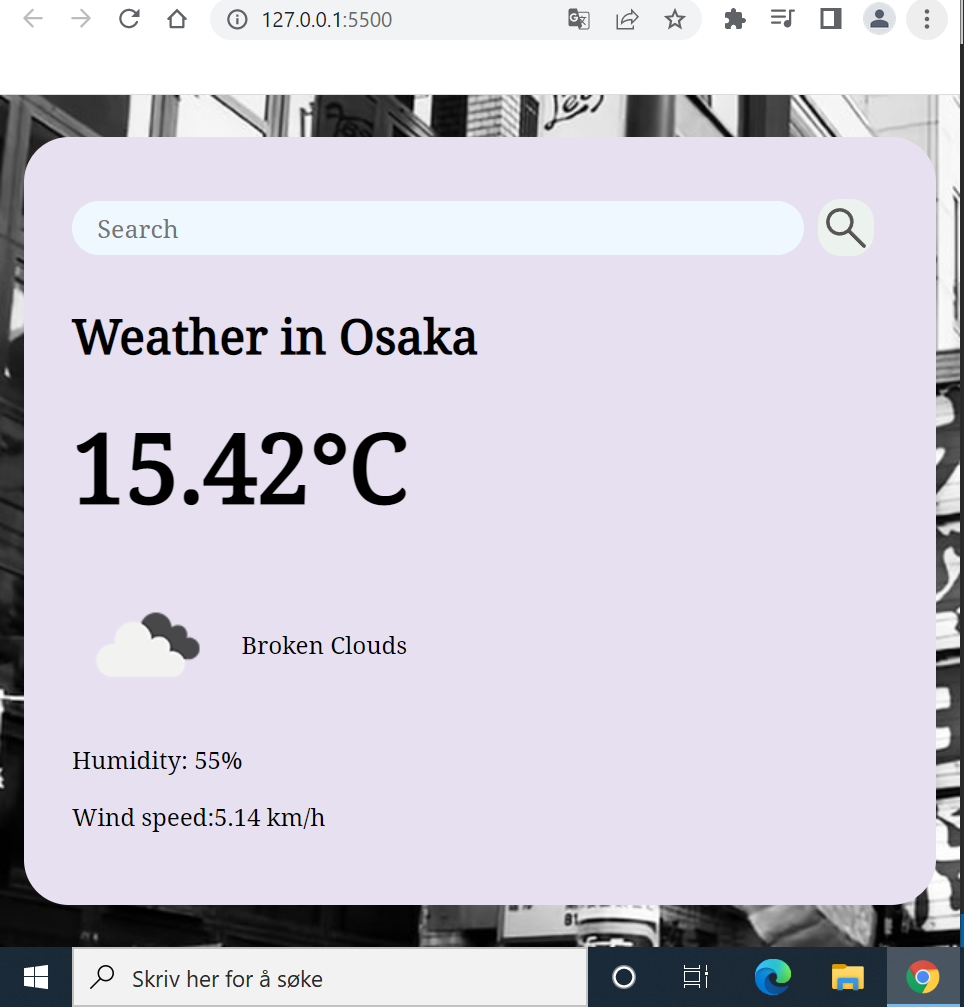 127.0.0.1:5500
Search
Weather in Osaka
15.42°C
Broken Clouds
Humidity: 55%
Wind speed:5.14 km/h
81
Skriv her for å søke